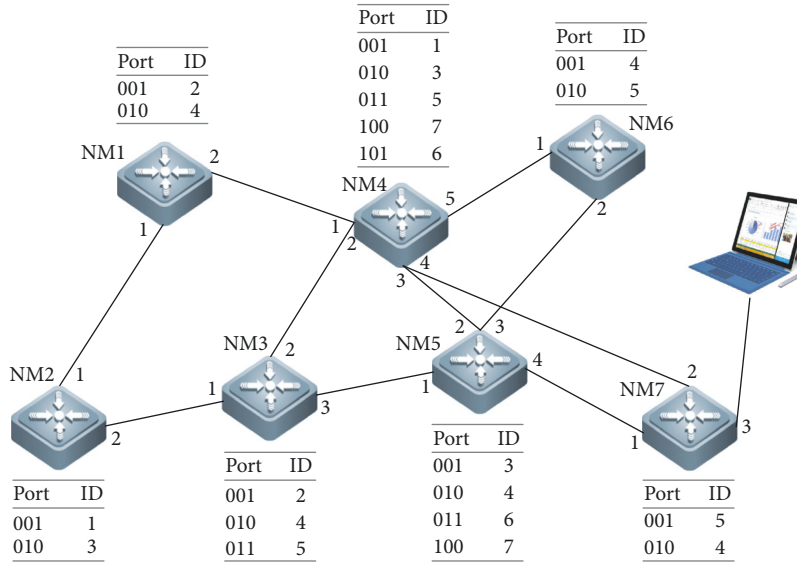 Port ID
001 1
010 3
011 5
100 7
101 6
Port ID
001 2
010 4
Port ID
001 4
010 5
NM1
2
1
NM4
5
1
2
4
3
NM6
1
2
NM2
1
2
NM3
2
1
3
NM5
2
3
1
4
NM7
2
1
3
Port ID
001 1
010 3
Port ID
001 2
010 4
011 5
Port ID
001 3
010 4
011 6
100 7
Port ID
001 5
010 4